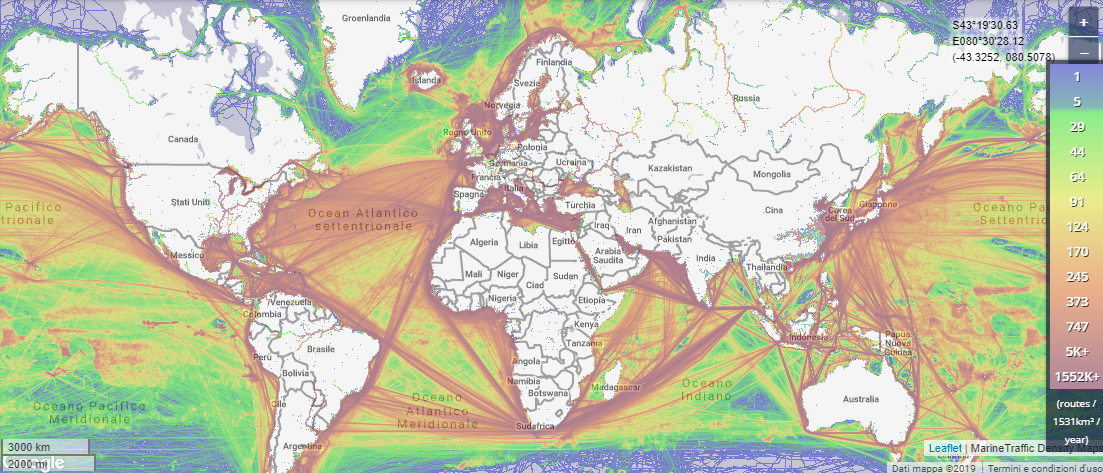 Groenlandia
S43°19'30.63
E080°30'28.12
(-43.3252, 080.5078)
+
−
Islanda
Finlandia
Svezia
Norvegia
Russia
Canada
Regno Unito
Polonia
Germania
Ucraina
Francia
Kazakistan
Mongolia
Stati Uniti
Spagna
Italia
Turchia
Cina
Corea
del Sud
Giappone
Pacifico
trionale
Ocean Atlantico
settentrionale
Oceano Pa
Settentrio
Messico
Algeria
Libia
Egitto
Iraq
Iran
Afghanistan
Pakistan
Arabia
Saudita
India
Thailandia
Mali
Niger
Ciad
Sudan
Nigeria
Etiopia
Venezuela
Colombia
Kenya
Tanzania
Indonesia
Papua
Nuova
Guinea
Perù
Brasile
Bolivia
Angola
Namibia
Botswana
Madagascar
Oceano
Indiano
Australia
Oceano Pacifico
Meridionale
Cile
Oceano
Atlantico
Meridionale
Sudafrica
Argentina
1
5
29
44
64
91
124
170
245
373
747
5K+
1552K+
(routes /
1531km² /
year)
3000 km
2000 mi
Google
Leaflet | MarineTraffic Density Maps
Dati mappa ©2019 | Termini e condizioni d'uso